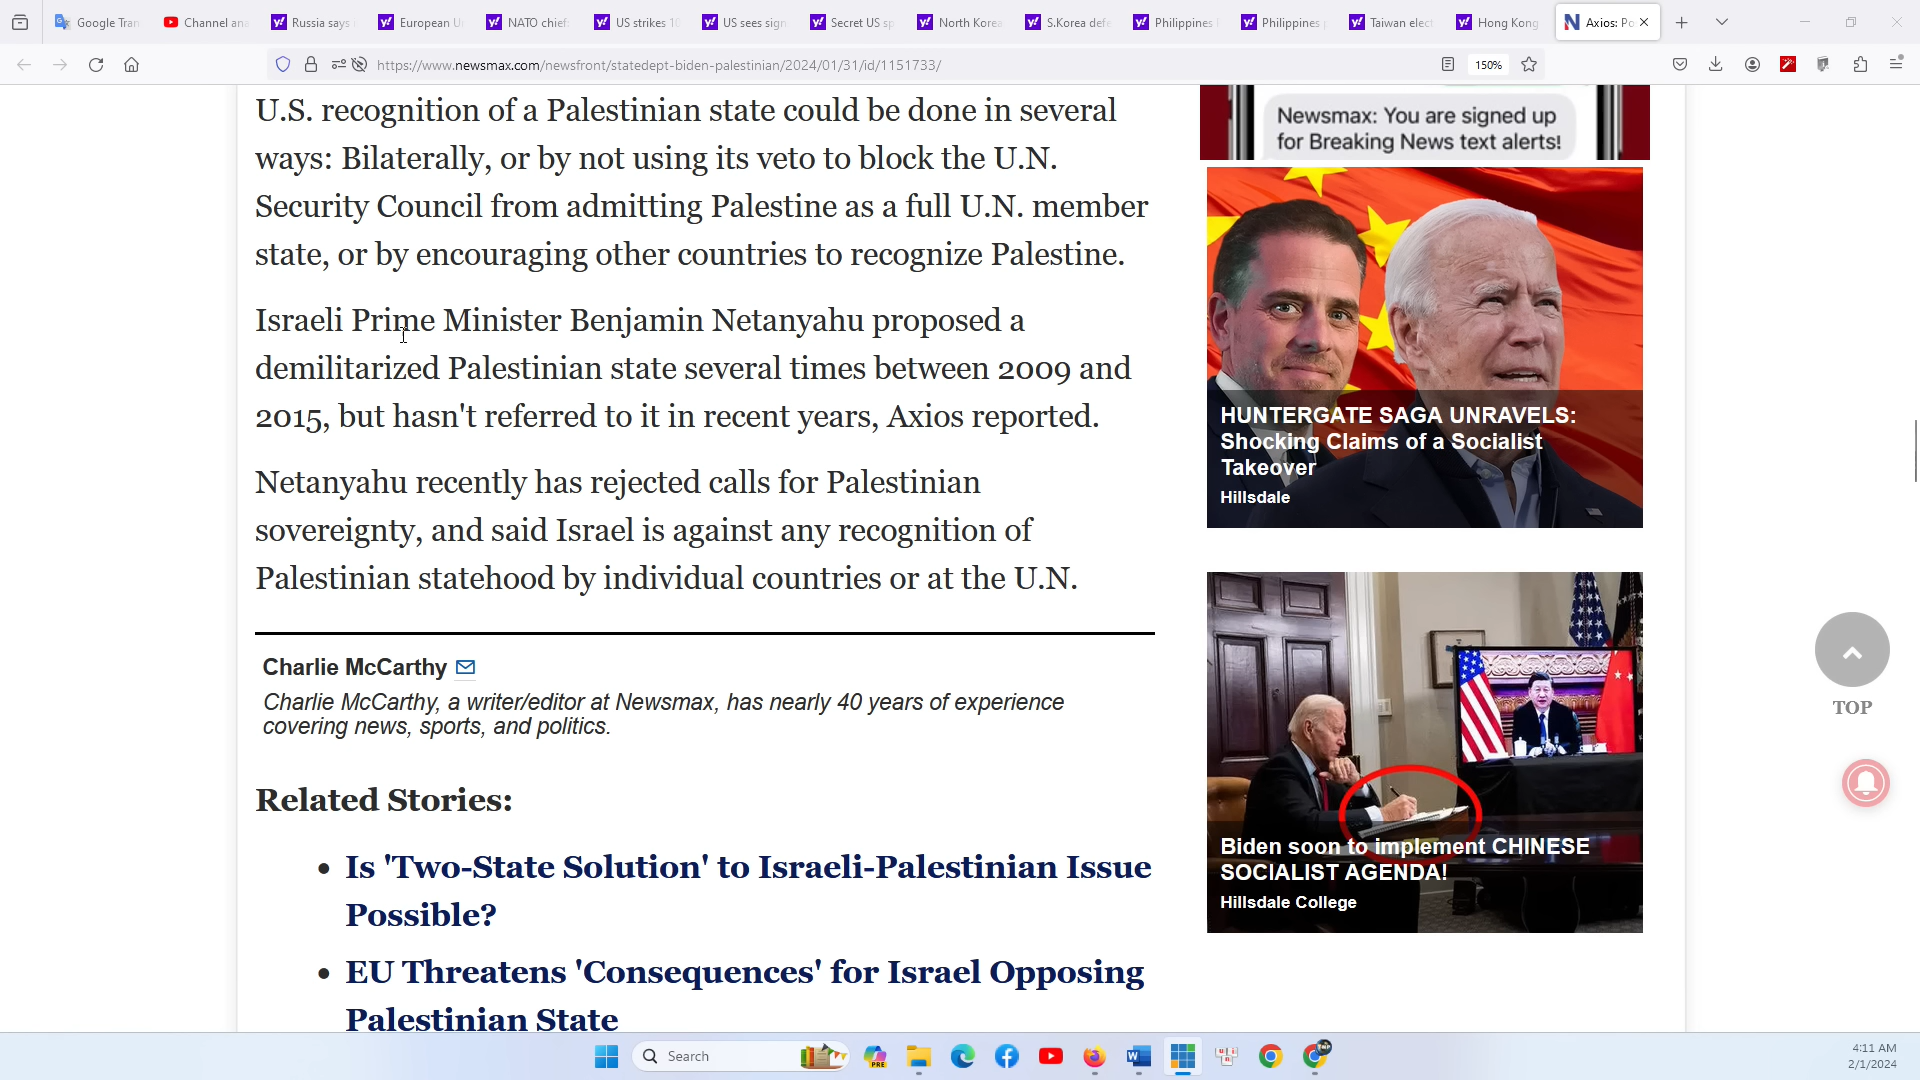 Google Tran
Channel ana
Russia says
European U
NATO chief:
US strikes 10
US sees sign
Secret US sp
North Korea
S.Korea defe
Philippines
Philippines
Taiwan elect
Hong Kong
Axios: Po
https://www.newsmax.com/newsfront/statedept-biden-palestinian/2024/01/31/id/1151733/
150%
U.S. recognition of a Palestinian state could be done in several
ways: Bilaterally, or by not using its veto to block the U.N.
Security Council from admitting Palestine as a full U.N. member
state, or by encouraging other countries to recognize Palestine.
Israeli Prime Minister Benjamin Netanyahu proposed a
demilitarized Palestinian state several times between 2009 and
2015, but hasn't referred to it in recent years, Axios reported.
Netanyahu recently has rejected calls for Palestinian
sovereignty, and said Israel is against any recognition of
Palestinian statehood by individual countries or at the U.N.
Charlie McCarthy
Charlie McCarthy, a writer/editor at Newsmax, has nearly 40 years of experience
covering news, sports, and politics.
Related Stories:
• Is 'Two-State Solution' to Israeli-Palestinian Issue
Possible?
• EU Threatens 'Consequences' for Israel Opposing
Palestinian State
Newsmax: You are signed up
for Breaking News text alerts!
HUNTERGATE SAGA UNRAVELS:
Shocking Claims of a Socialist
Takeover
Hillsdale
Biden soon to implement CHINESE
SOCIALIST AGENDA!
Hillsdale College
TOP
Search
PRE
4:11 AM
2/1/2024